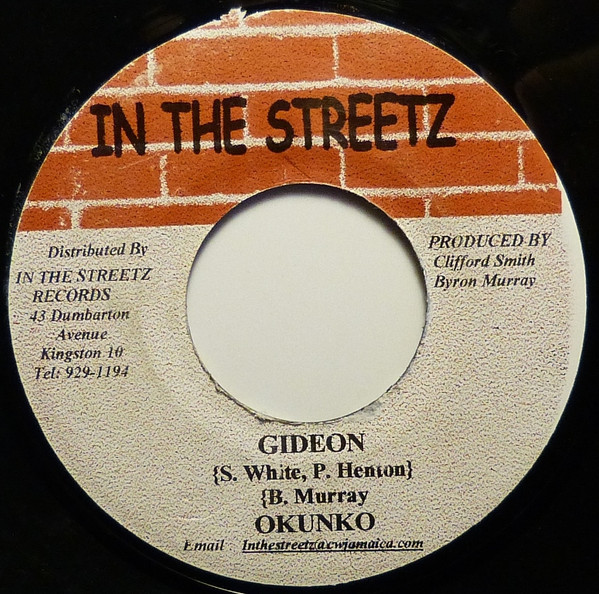 IN THE STREETZ
Distributed By
IN THE STREETZ
RECORDS
43 Dumbarton
Avenue
Kingston 10
Tel: 929-1194
PRODUCED BY
Clifford Smith
Byron Murray
GIDEON
{S. White, P. Henton}
{B. Murray
OKUNKO
Email Inthestreetz@cwjamaica.com